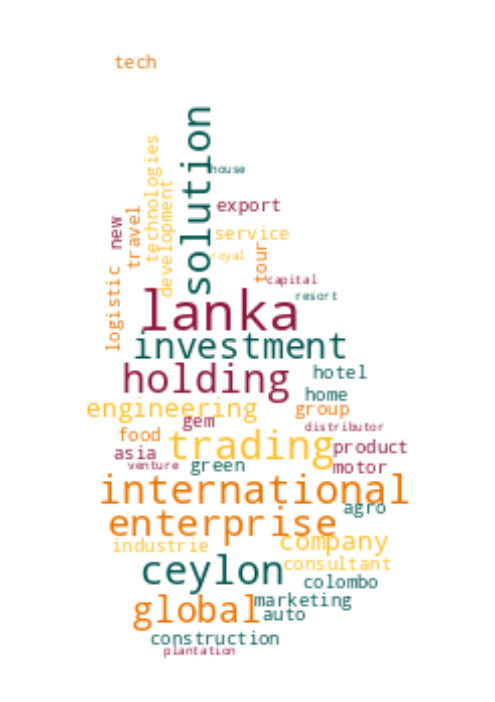 tech
solution
house
technologies
development
export
new
travel
service
royal
tour
capital
logistic
resort
lanka
investment
holding
hotel
home
engineering
group
gem
distributor
food
trading
asia
product
venture
green
motor
international
agro
enterprise
industrie
company
ceylon
consultant
colombo
global
marketing
auto
construction
plantation